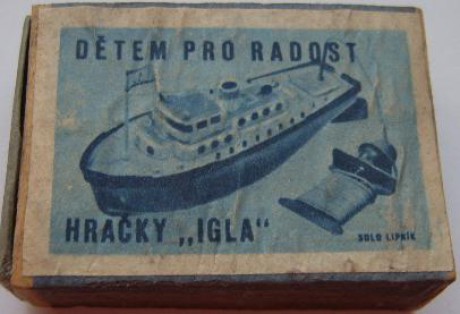 DĚTEM PRO RADOST
HRAČKY „IGLA“
SOLO LIPNÍK